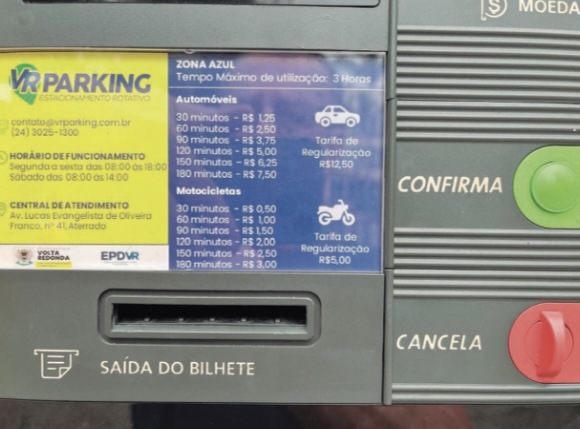 MOEDA
VRPARKING
ESTACIONAMENTO ROTATIVO
contato@vrparking.com.br
(24) 3025-1300
HORÁRIO DE FUNCIONAMENTO
Segunda a sexta das 08:00 às 18:00
Sábado das 08:00 às 14:00
CENTRAL DE ATENDIMENTO
Av. Lucas Evangelista de Oliveira
Franco, nº 41, Aterrado
VOLTA
REDONDA
EPDVR
ZONA AZUL
Tempo Máximo de utilização: 3 Horas
Automóveis
30 minutos - R$ 1,25
60 minutos - R$ 2,50
90 minutos - R$ 3,75
120 minutos - R$ 5,00
150 minutos - R$ 6,25
180 minutos - R$ 7,50
Tarifa de
Regularização
R$12,50
Motocicletas
30 minutos - R$ 0,50
60 minutos - R$ 1,00
90 minutos - R$ 1,50
120 minutos - R$ 2,00
150 minutos - R$ 2,50
180 minutos - R$ 3,00
Tarifa de
Regularização
R$5,00
CONFIRMA
CANCELA
SAÍDA DO BILHETE